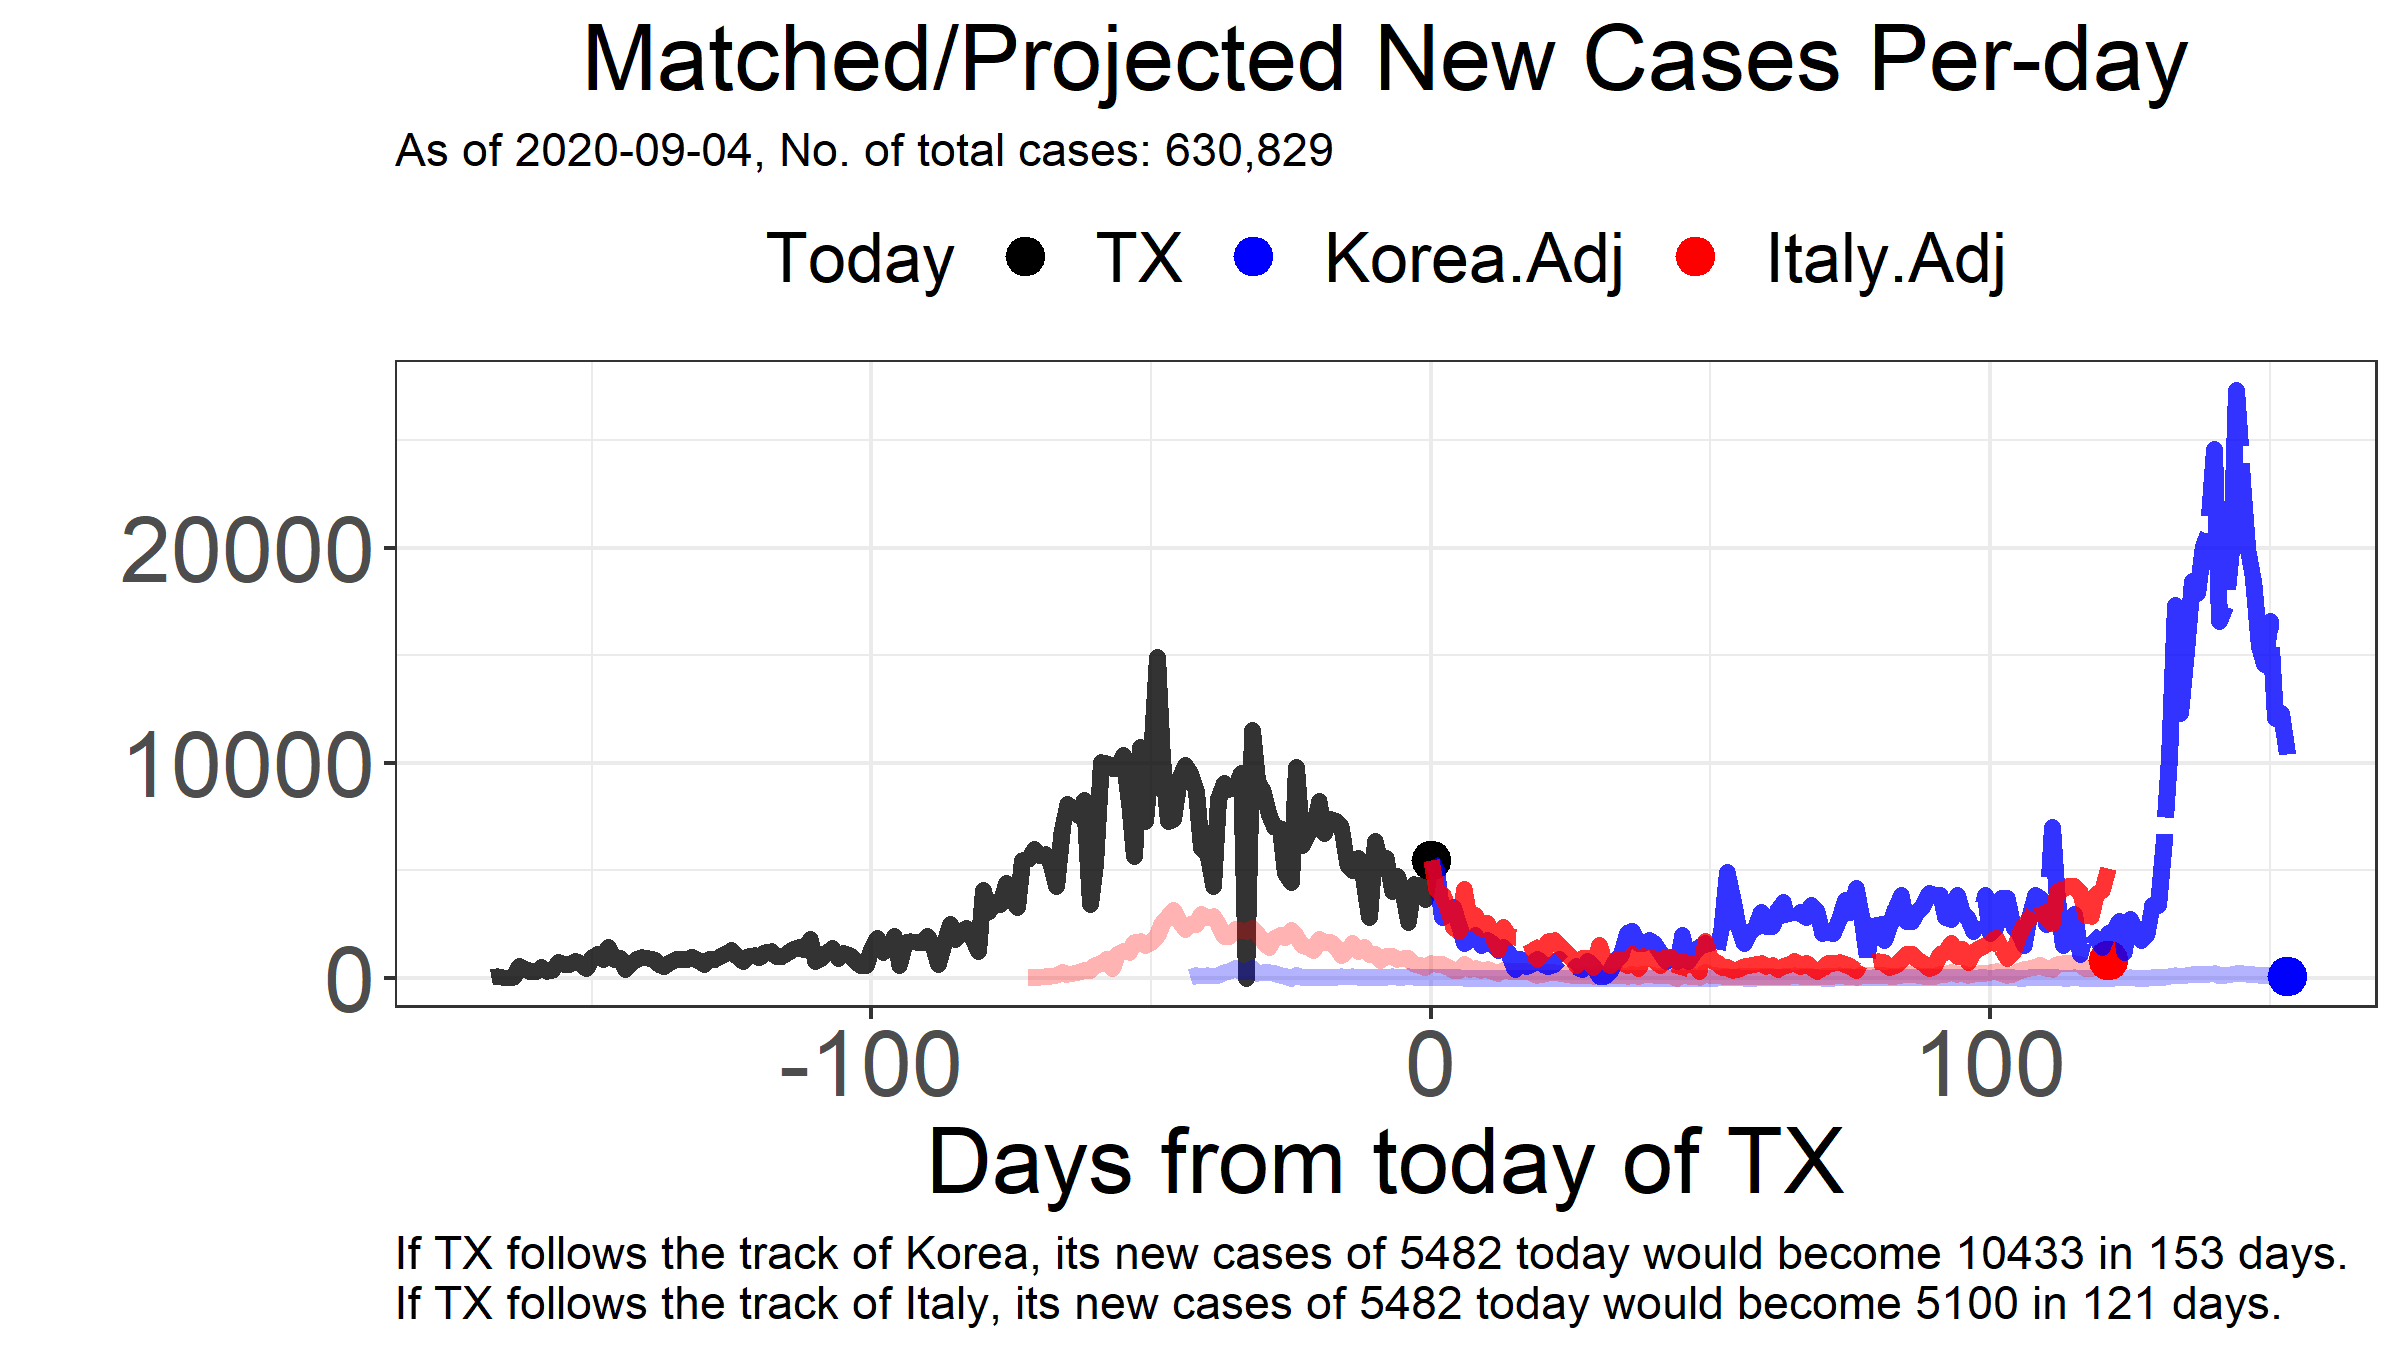 Matched/Projected New Cases Per-day
As of 2020-09-04, No. of total cases: 630,829
Today TX Korea.Adj Italy.Adj
20000
10000
0
-100 0 100
Days from today of TX
If TX follows the track of Korea, its new cases of 5482 today would become 10433 in 153 days.
If TX follows the track of Italy, its new cases of 5482 today would become 5100 in 121 days.